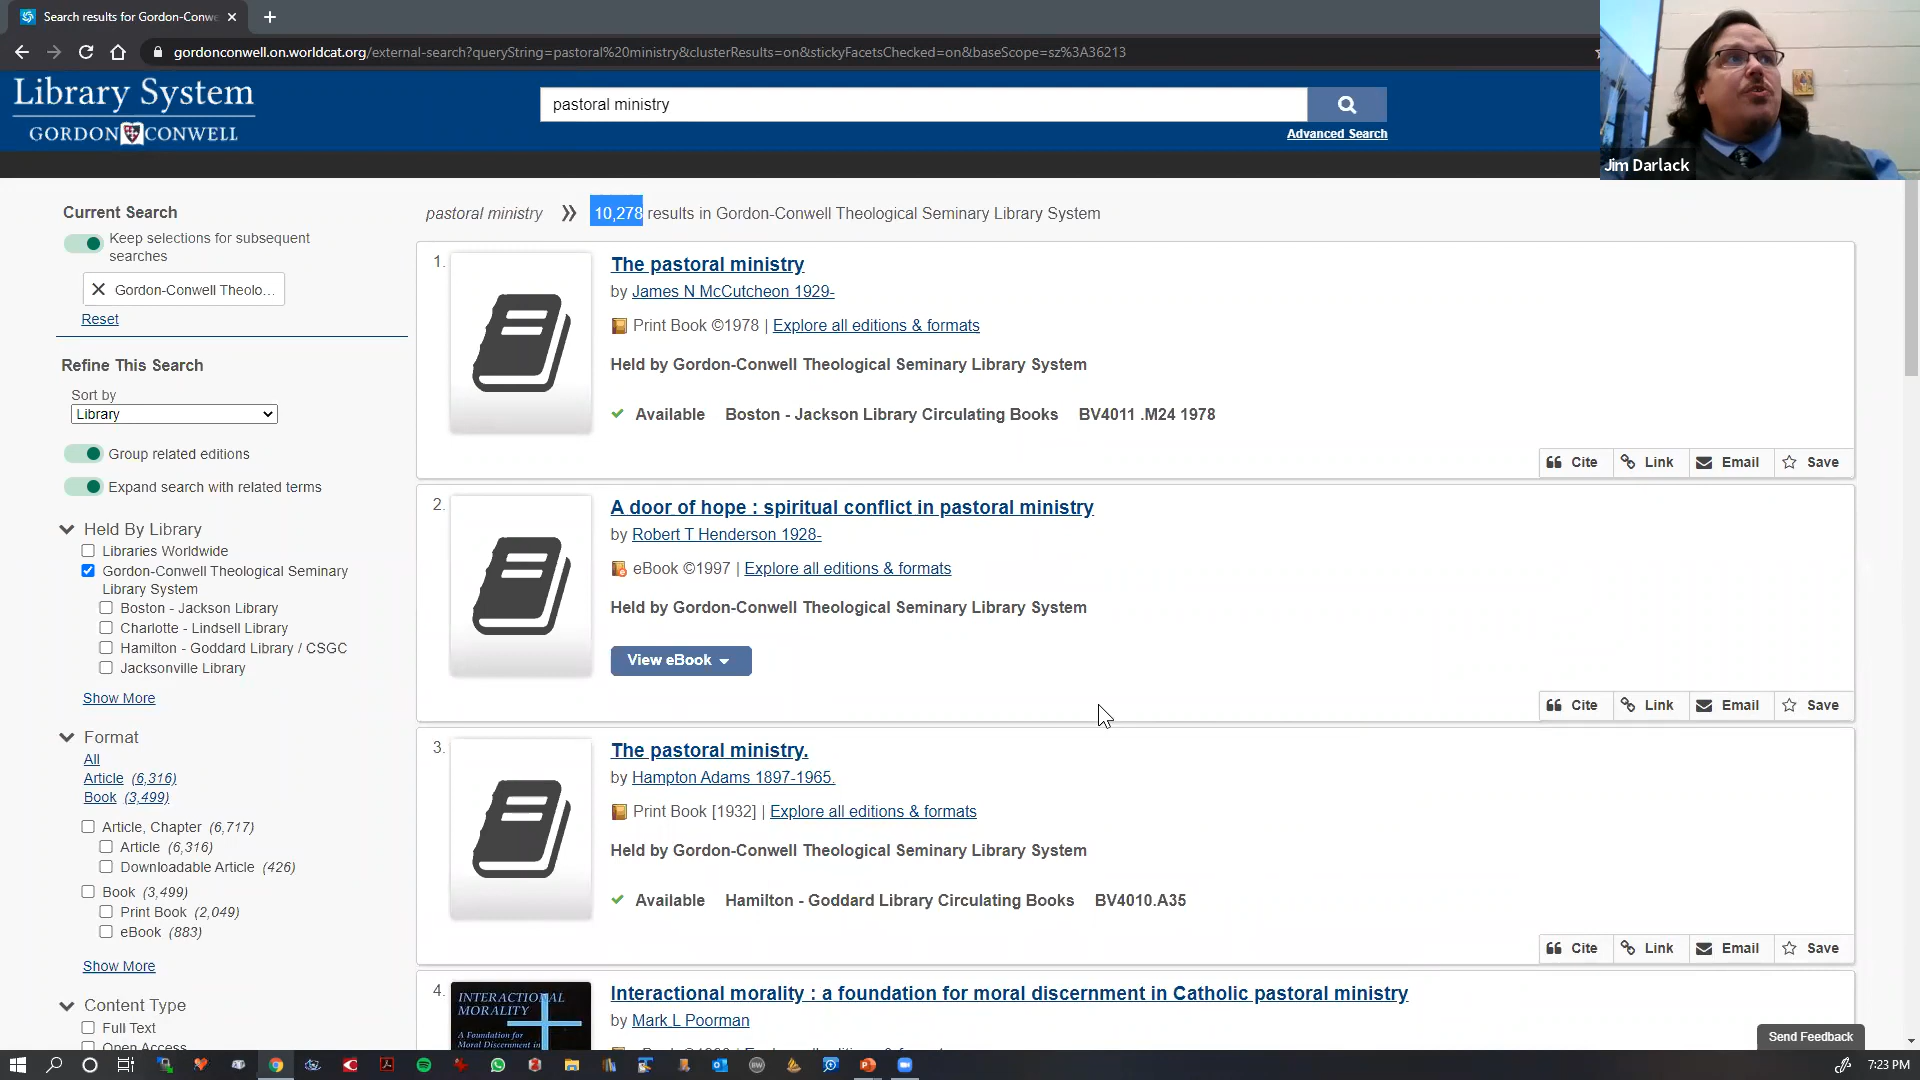 Search results for Gordon-Conwe
gordonconwell.on.worldcat.org/external-search?queryString=pastoral%20ministry&clusterResults=on&stickyFacetsChecked=on&baseScope=sz%3A36213
Library System
GORDON CONWELL
pastoral ministry
Advanced Search
Jim Darlack
Current Search
Keep selections for subsequent
searches
Gordon-Conwell Theolo...
Reset
Refine This Search
Sort by
Library
Group related editions
Expand search with related terms
Held By Library
Libraries Worldwide
Gordon-Conwell Theological Seminary
Library System
Boston - Jackson Library
Charlotte - Lindsell Library
Hamilton - Goddard Library / CSGC
Jacksonville Library
Show More
Format
All
Article (6,316)
Book (3,499)
Article, Chapter (6,717)
Article (6,316)
Downloadable Article (426)
Book (3,499)
Print Book (2,049)
eBook (883)
Show More
Content Type
Full Text
Open Access
pastoral ministry » 10,278 results in Gordon-Conwell Theological Seminary Library System
1.
The pastoral ministry
by James N McCutcheon 1929-
Print Book ©1978 | Explore all editions & formats
Held by Gordon-Conwell Theological Seminary Library System
Available Boston - Jackson Library Circulating Books BV4011 .M24 1978
Cite Link Email Save
2.
A door of hope : spiritual conflict in pastoral ministry
by Robert T Henderson 1928-
eBook ©1997 | Explore all editions & formats
Held by Gordon-Conwell Theological Seminary Library System
View eBook
Cite Link Email Save
3.
The pastoral ministry.
by Hampton Adams 1897-1965.
Print Book [1932] | Explore all editions & formats
Held by Gordon-Conwell Theological Seminary Library System
Available Hamilton - Goddard Library Circulating Books BV4010.A35
Cite Link Email Save
4.
INTERACTIONAL
MORALITY
A Foundation for
Moral Discernment in
Interactional morality : a foundation for moral discernment in Catholic pastoral ministry
by Mark L Poorman
Send Feedback
7:23 PM